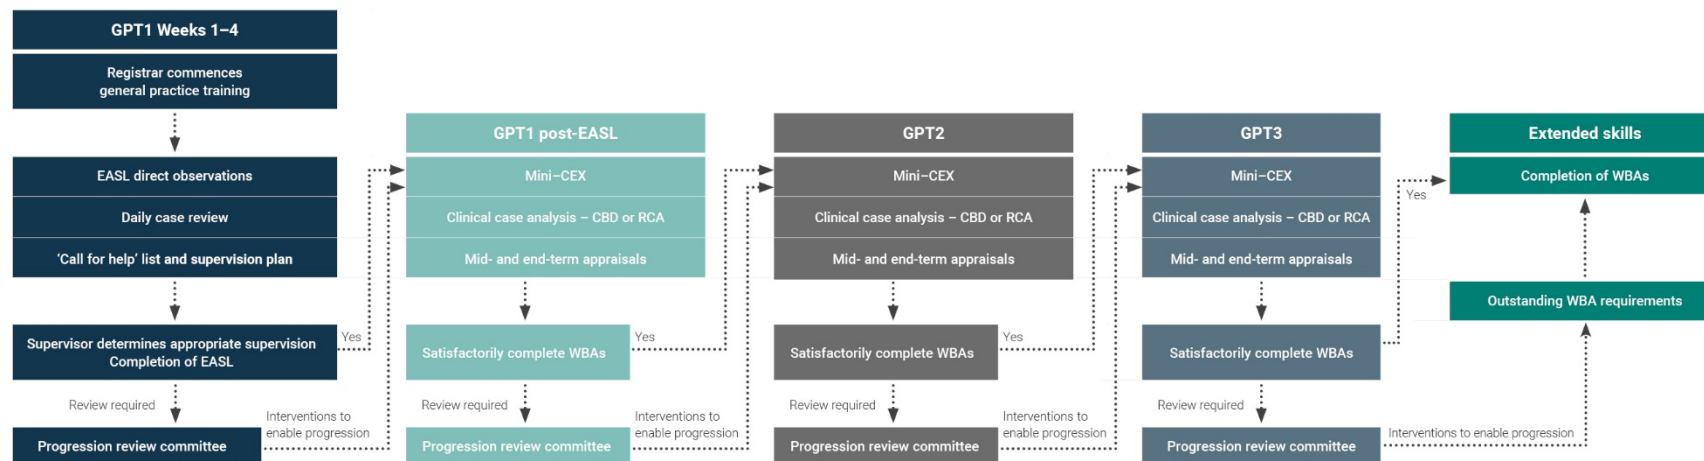 GPT1 Weeks 1–4
Registrar commences
general practice training
EASL direct observations
Daily case review
‘Call for help’ list and supervision plan
Supervisor determines appropriate supervision
Completion of EASL
Yes
Review required
Progression review committee
Interventions to
enable progression
GPT1 post-EASL
Mini–CEX
Clinical case analysis – CBD or RCA
Mid- and end-term appraisals
Satisfactorily complete WBAs
Yes
Review required
Progression review committee
Interventions to
enable progression
GPT2
Mini–CEX
Clinical case analysis – CBD or RCA
Mid- and end-term appraisals
Satisfactorily complete WBAs
Yes
Review required
Progression review committee
Interventions to
enable progression
GPT3
Mini–CEX
Clinical case analysis – CBD or RCA
Mid- and end-term appraisals
Satisfactorily complete WBAs
Yes
Review required
Progression review committee
Interventions to enable progression
Extended skills
Completion of WBAs
Outstanding WBA requirements